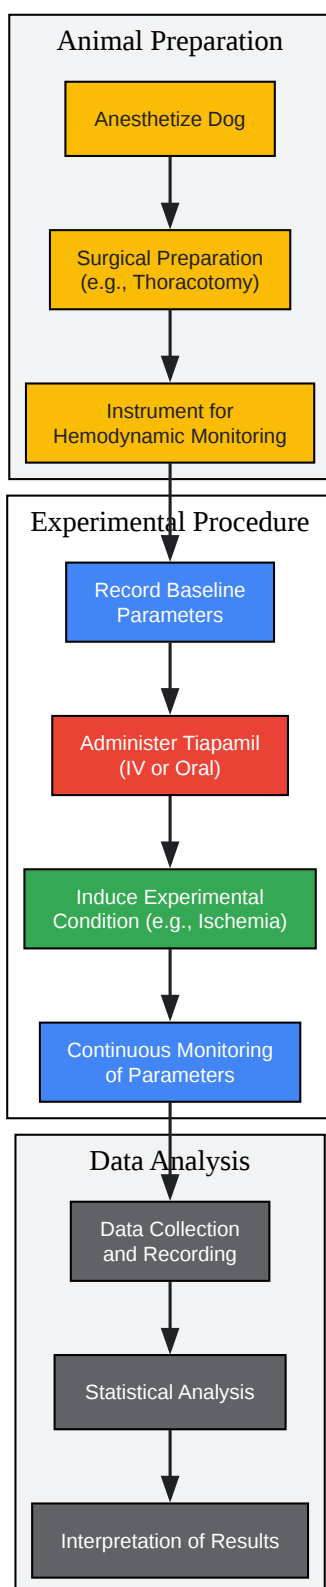 Animal Preparation
Anesthetize Dog
Surgical Preparation
(e.g., Thoracotomy)
Instrument for
Hemodynamic Monitoring
Experimental Procedure
Record Baseline
Parameters
Administer Tiapamil
(IV or Oral)
Induce Experimental
Condition (e.g., Ischemia)
Continuous Monitoring
of Parameters
Data Analysis
Data Collection
and Recording
Statistical Analysis
Interpretation of Results